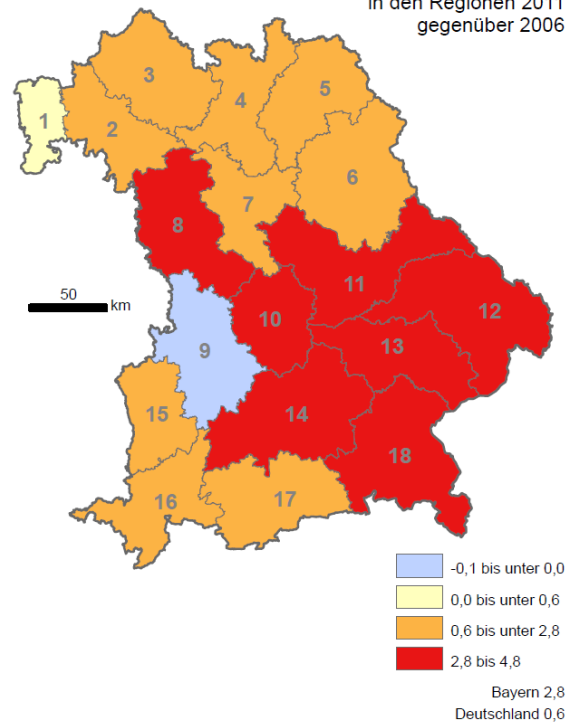 in den Regionen 2011
gegenüber 2006
3
5
4
1
2
6
7
8
11
12
50
km
10
13
9
15
14
18
16
17
-0,1 bis unter 0,0
0,0 bis unter 0,6
0,6 bis unter 2,8
2,8 bis 4,8
Bayern 2,8
Deutschland 0,6